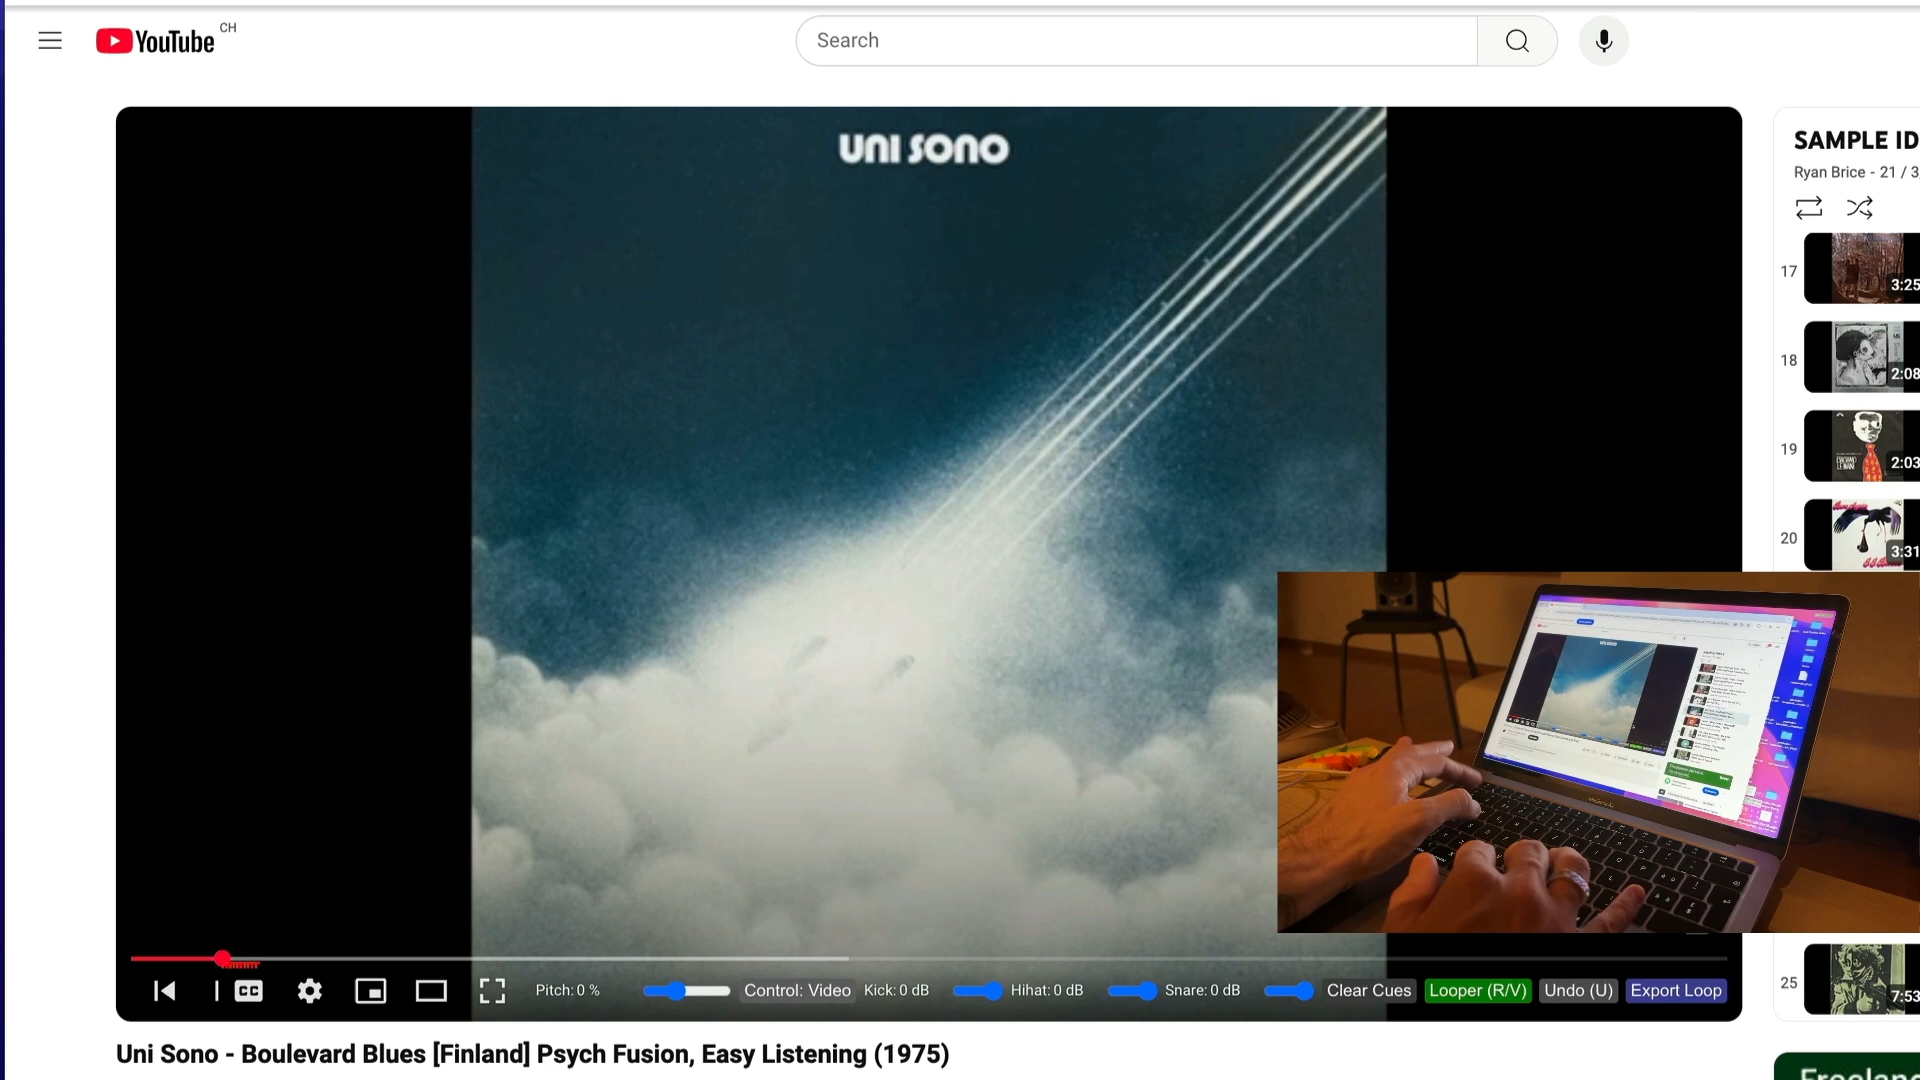 YouTube CH
Search
UNI SONO
SAMPLE ID
Ryan Brice - 21 / 3
17
3:25
18
2:08
19
2:03
20
3:31
25
7:53
CC
Pitch: 0 %
Control: Video
Kick: 0 dB
Hihat: 0 dB
Snare: 0 dB
Clear Cues
Looper (R/V)
Undo (U)
Export Loop
Uni Sono - Boulevard Blues [Finland] Psych Fusion, Easy Listening (1975)